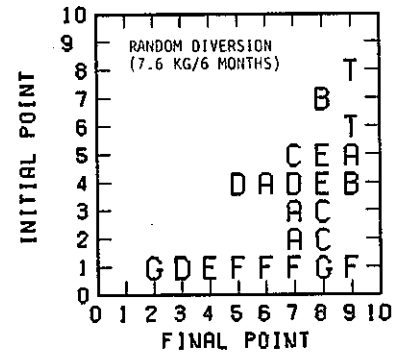 10
9 RANDOM DIVERSION T
8 (7.6 KG/6 MONTHS)
7 B
6 T
5 C E A
4 D A D E B
3 A C
2 A C
1 G D E F F F G F
0
0 1 2 3 4 5 6 7 8 9 10
FINAL POINT
INITIAL POINT